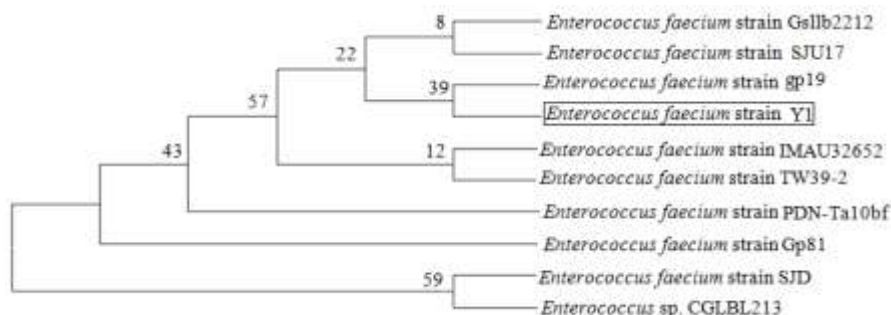 8
Enterococcus faecium strain Gsllb2212
Enterococcus faecium strain SJU17
22
Enterococcus faecium strain gp19
39
Enterococcus faecium strain Y1
57
Enterococcus faecium strain IMAU32652
12
Enterococcus faecium strain TW39-2
43
Enterococcus faecium strain PDN-Ta10bf
Enterococcus faecium strain Gp81
Enterococcus faecium strain SJD
59
Enterococcus sp. CGLBL213